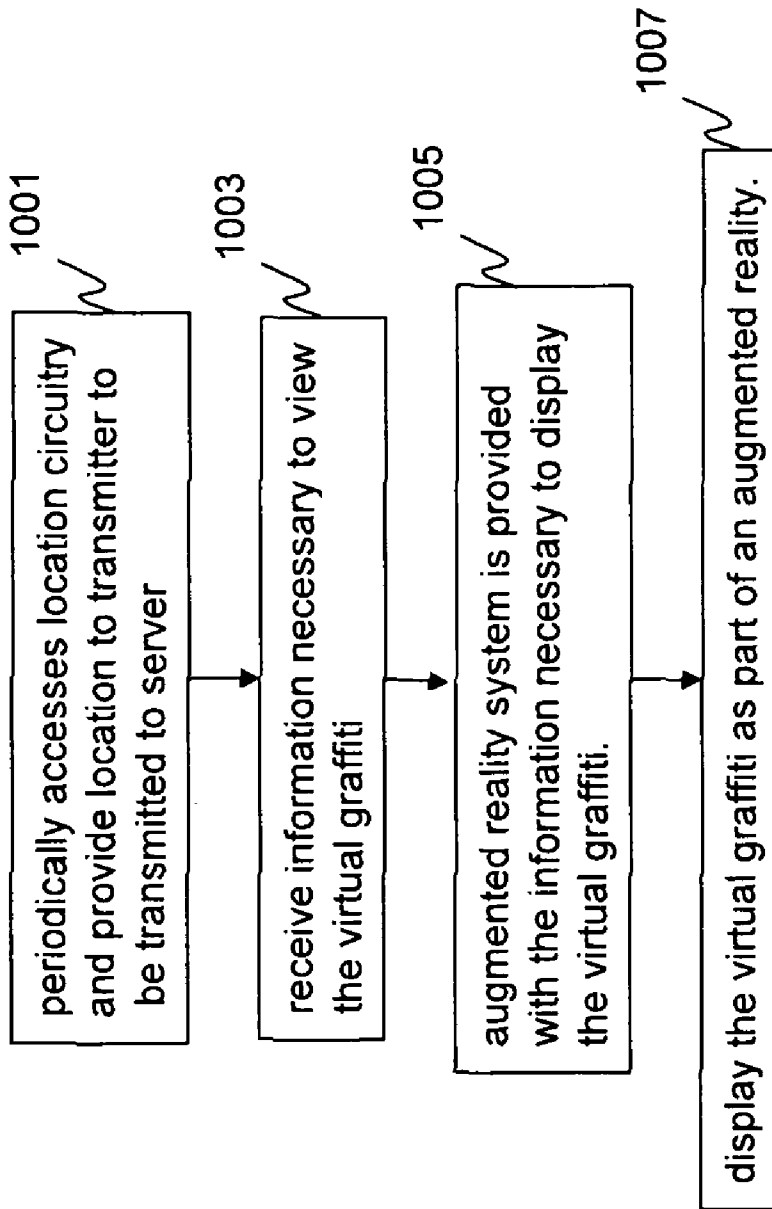 1001
periodically accesses location circuitry
and provide location to transmitter to
be transmitted to server
1003
receive information necessary to view
the virtual graffiti
1005
augmented reality system is provided
with the information necessary to display
the virtual graffiti.
1007
display the virtual graffiti as part of an augmented reality.